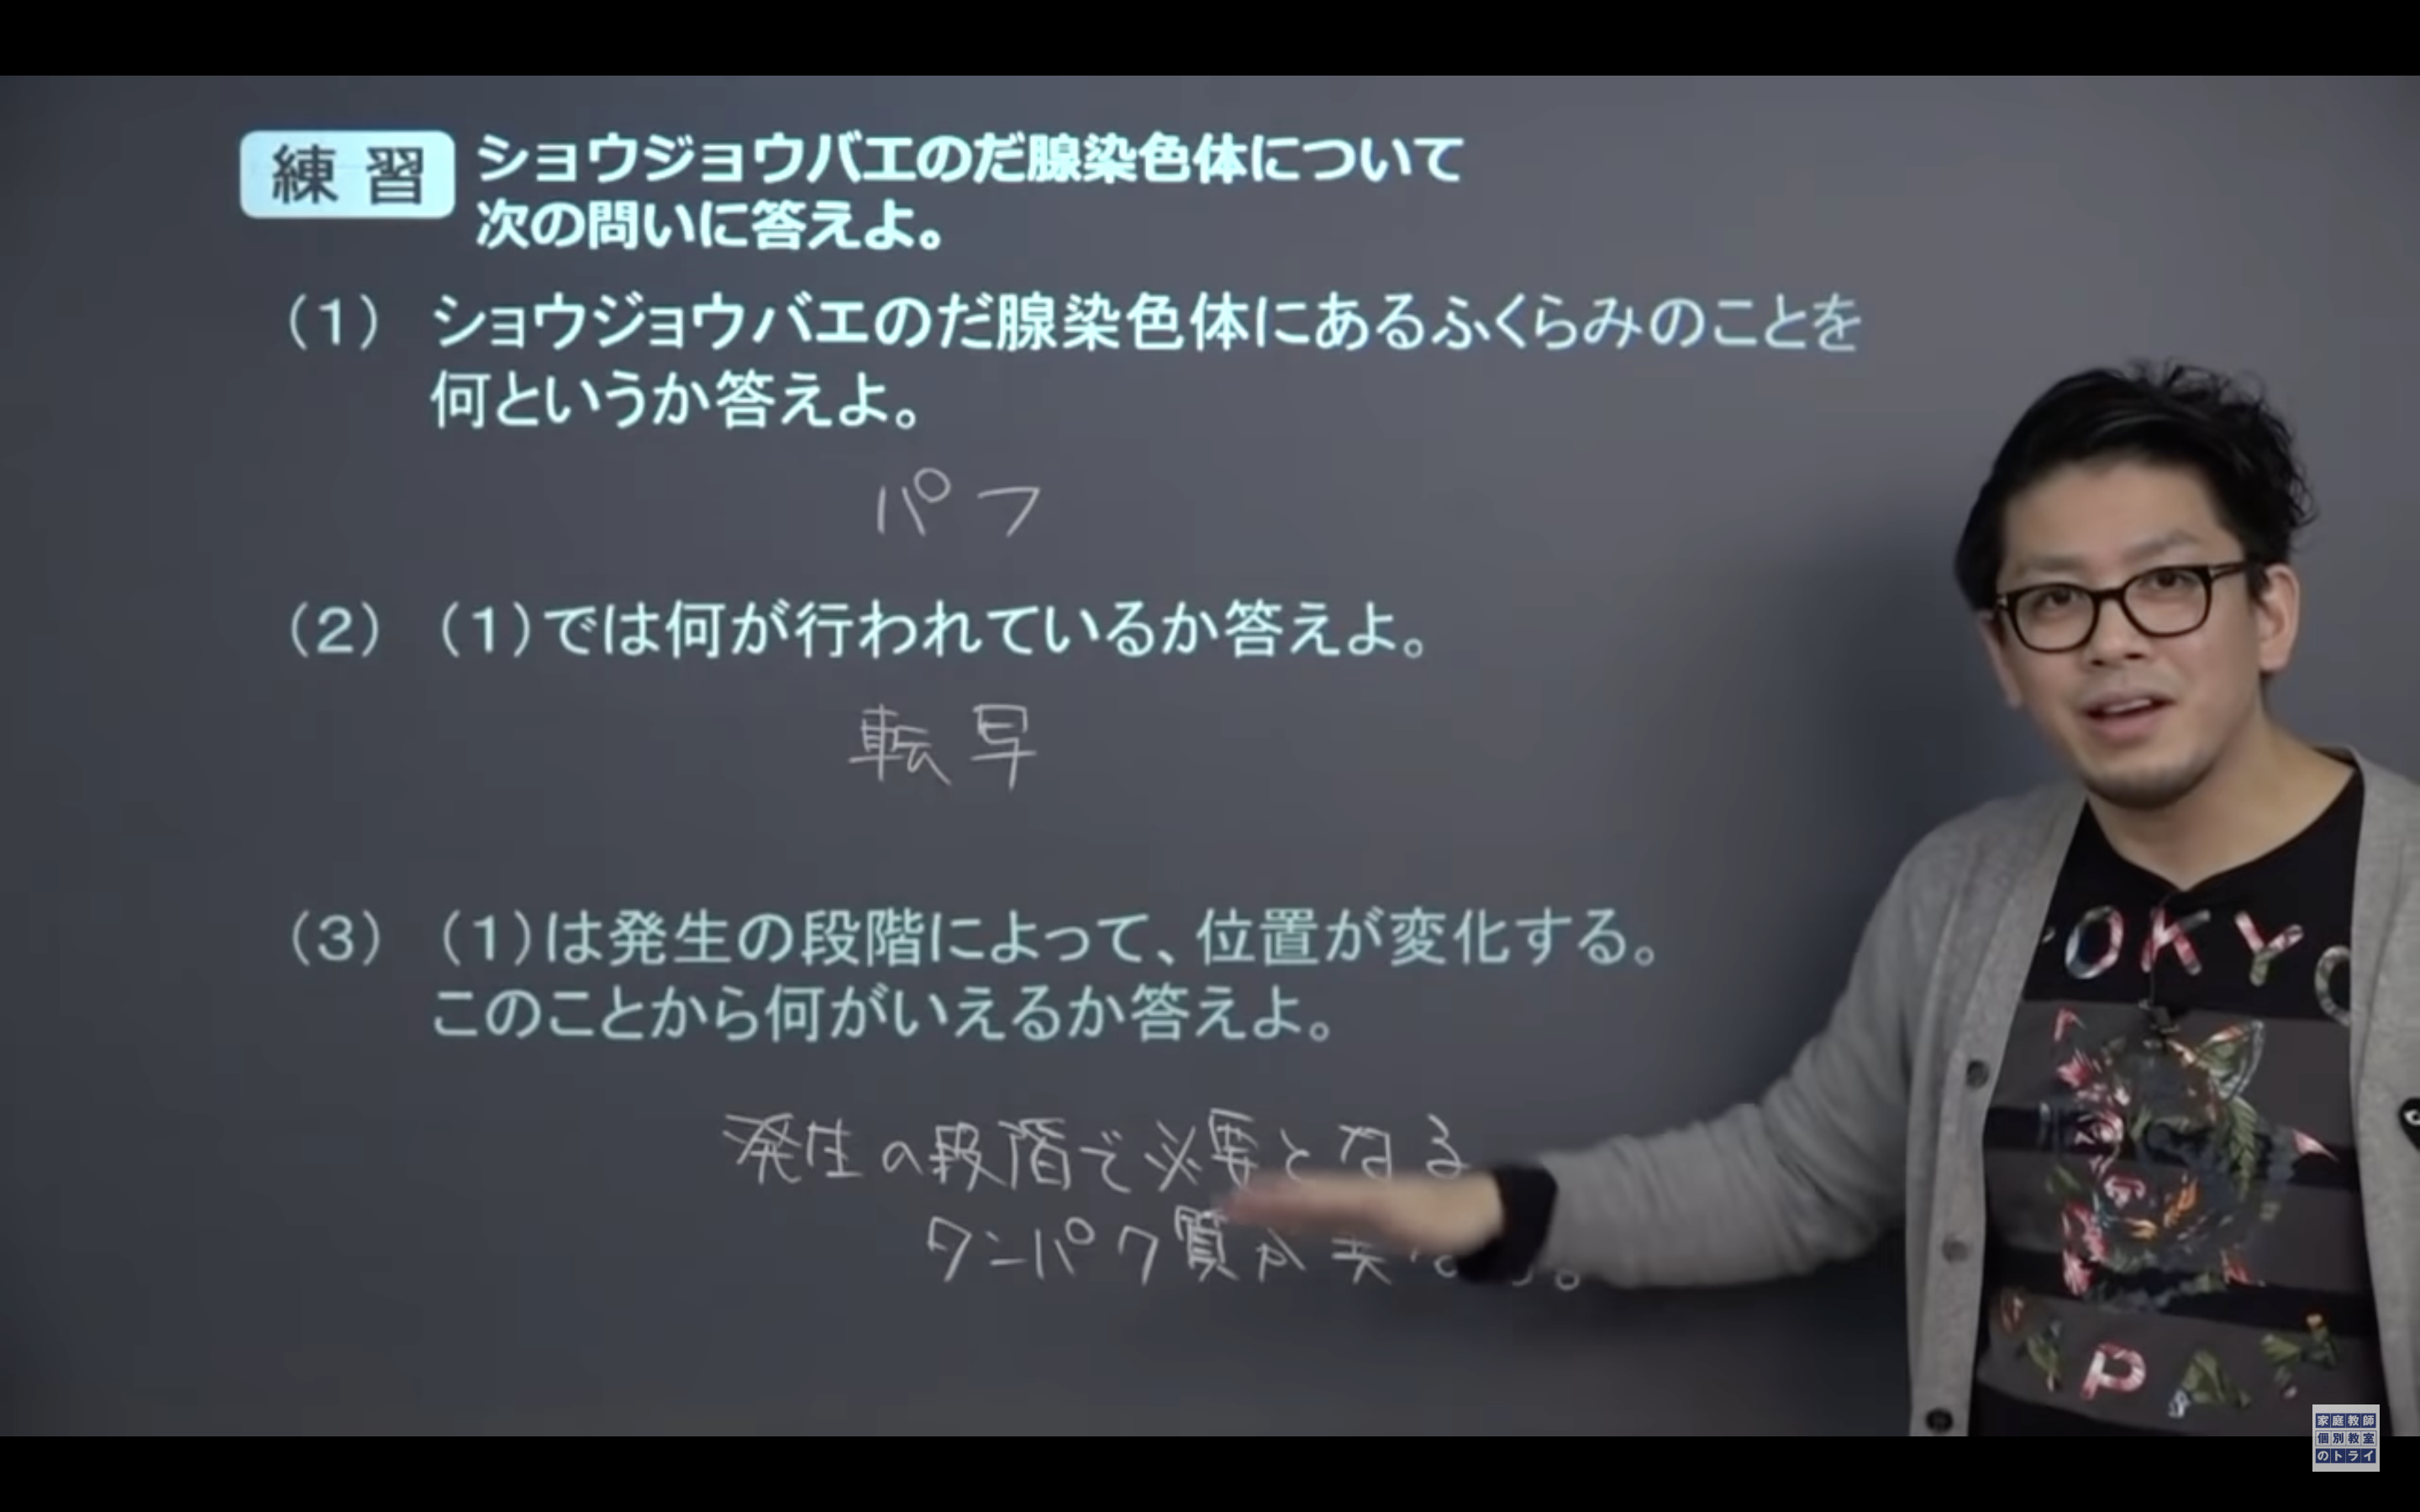 練習
ショウジョウバエのだ腺染色体について
次の問いに答えよ。
(1) ショウジョウバエのだ腺染色体にあるふくらみのことを
何というか答えよ。
パフ
(2) (1)では何が行われているか答えよ。
転写
(3) (1)は発生の段階によって、位置が変化する。
このことから何がいえるか答えよ。
発生の段階で必要となる
タンパク質が
OKYO
PA
家庭教師
個別教室
のトライ